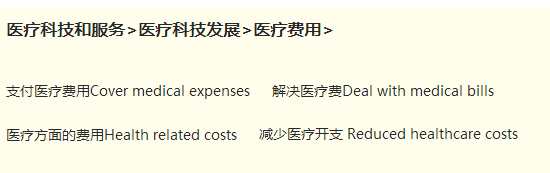 医疗科技和服务>医疗科技发展>医疗费用>
支付医疗费用Cover medical expenses 解决医疗费Deal with medical bills
医疗方面的费用Health related costs 减少医疗开支 Reduced healthcare costs